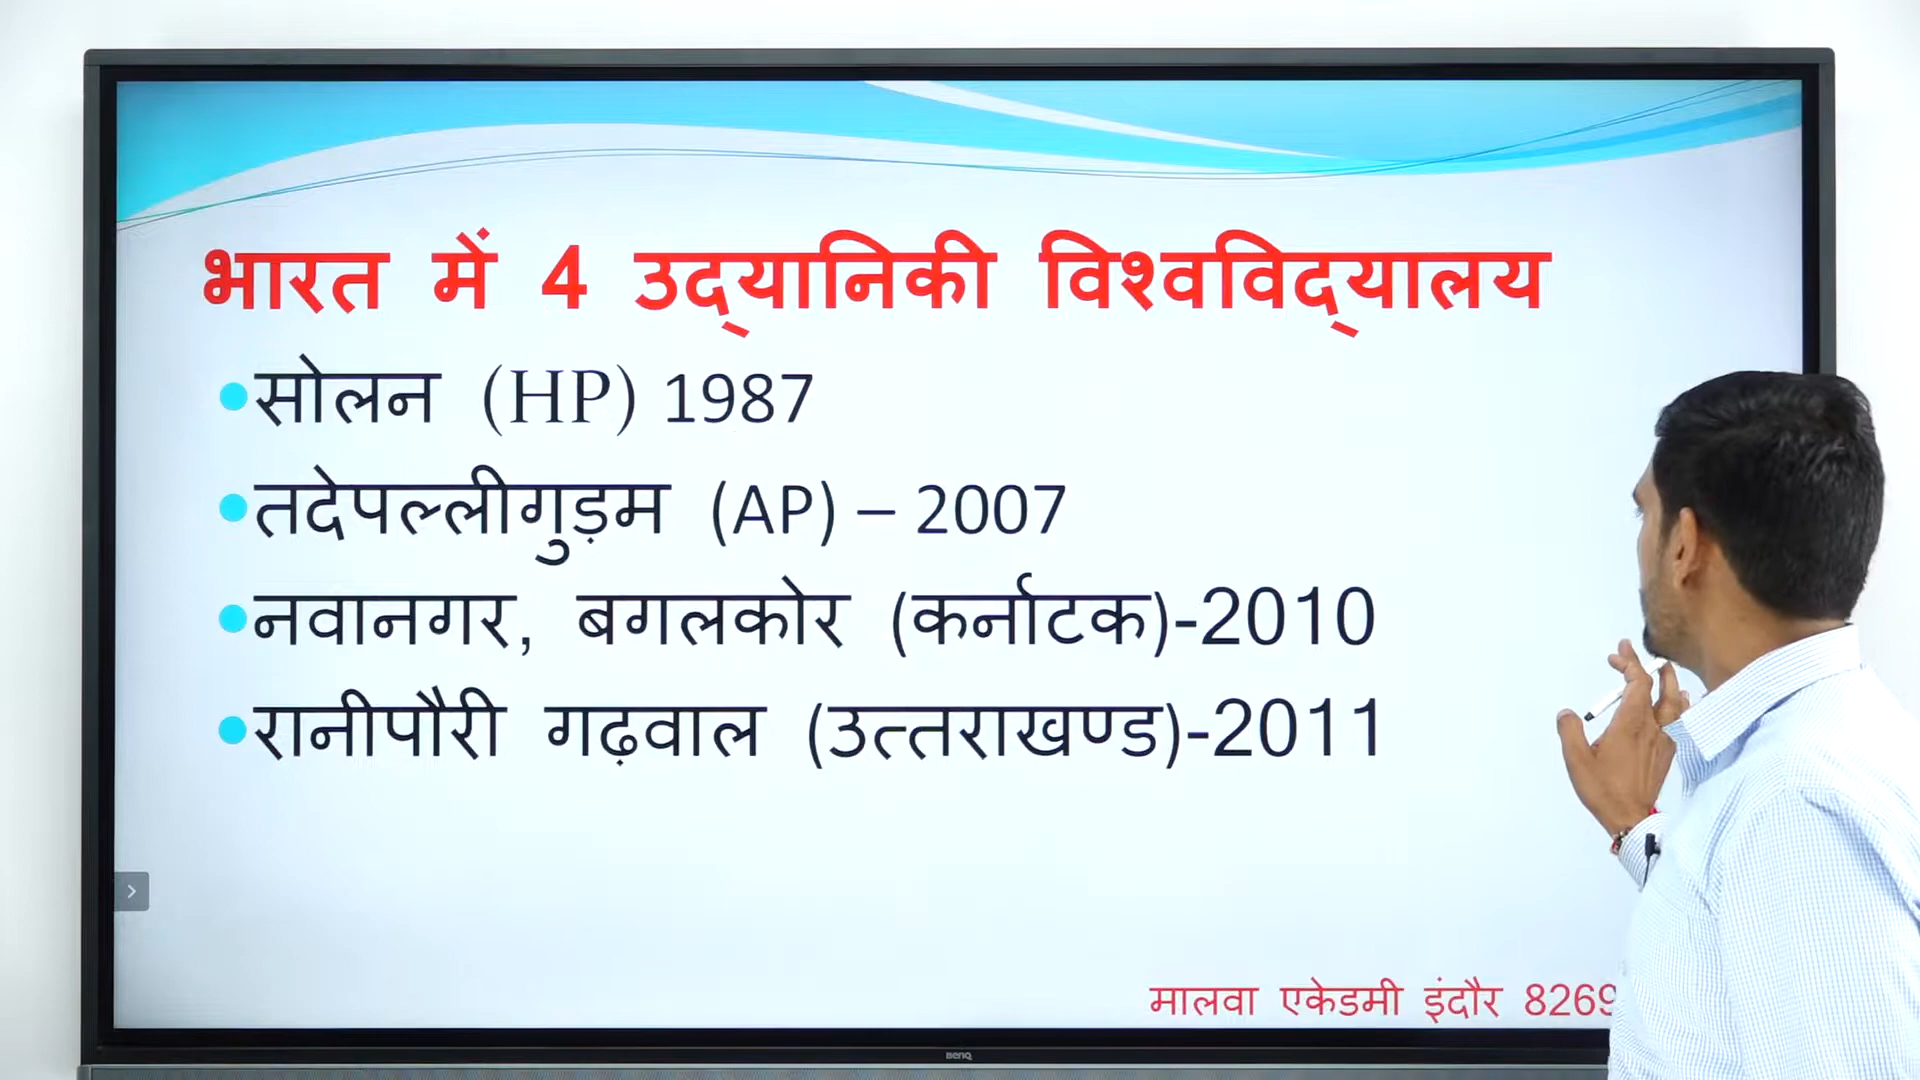 भारत में 4 उद्यानिकी विश्वविद्यालय
सोलन (HP) 1987
तदेपल्लीगुड़म (AP) – 2007
नवानगर, बगलकोर (कर्नाटक)-2010
रानीपौरी गढ़वाल (उत्तराखण्ड)-2011
मालवा एकेडमी इंदौर 8269
BenQ